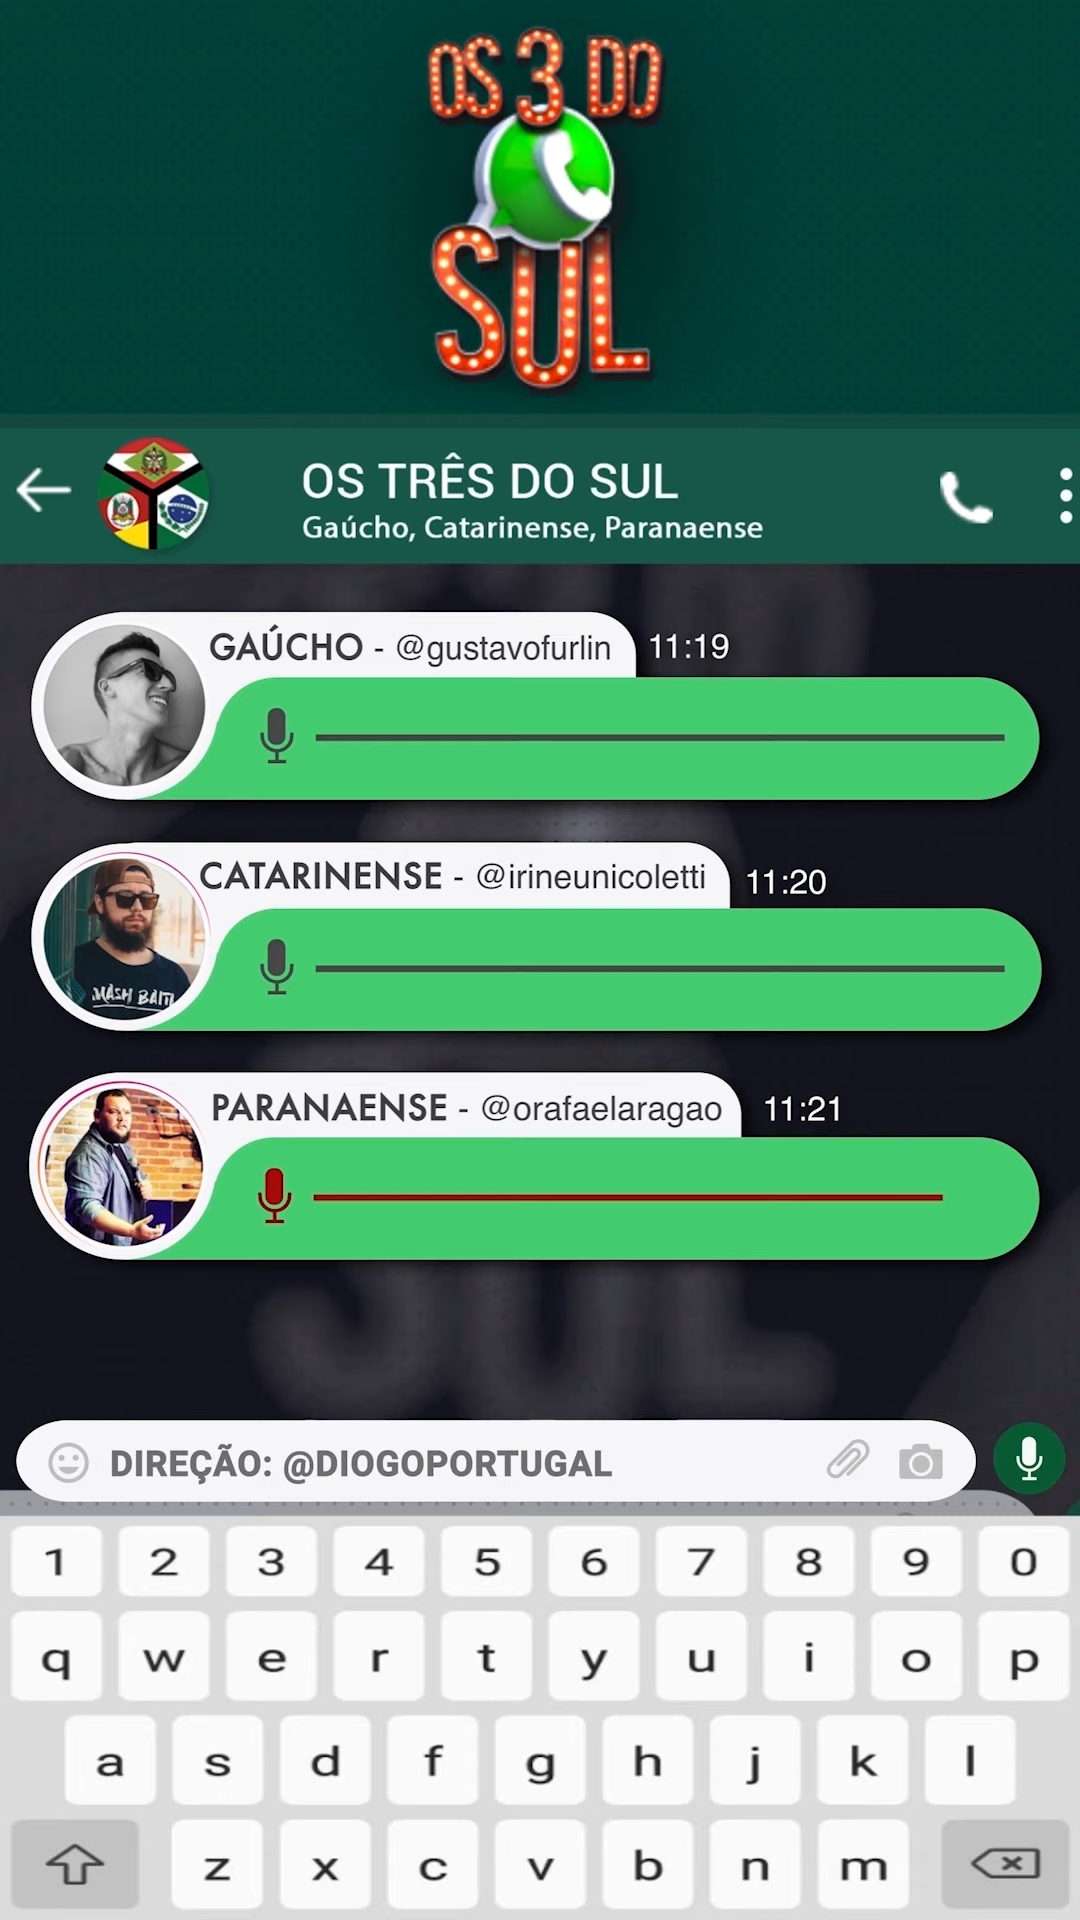 OS 3 DO
SUL
OS TRÊS DO SUL
Gaúcho, Catarinense, Paranaense
GAÚCHO - @gustavofurlin 11:19
CATARINENSE - @irineunicoletti 11:20
MASH BAIT
PARANAENSE - @orafaelaragao 11:21
SUL
DIREÇÃO: @DIOGOPORTUGAL
1 2 3 4 5 6 7 8 9 0
q w e r t y u i o p
a s d f g h j k l
z x c v b n m